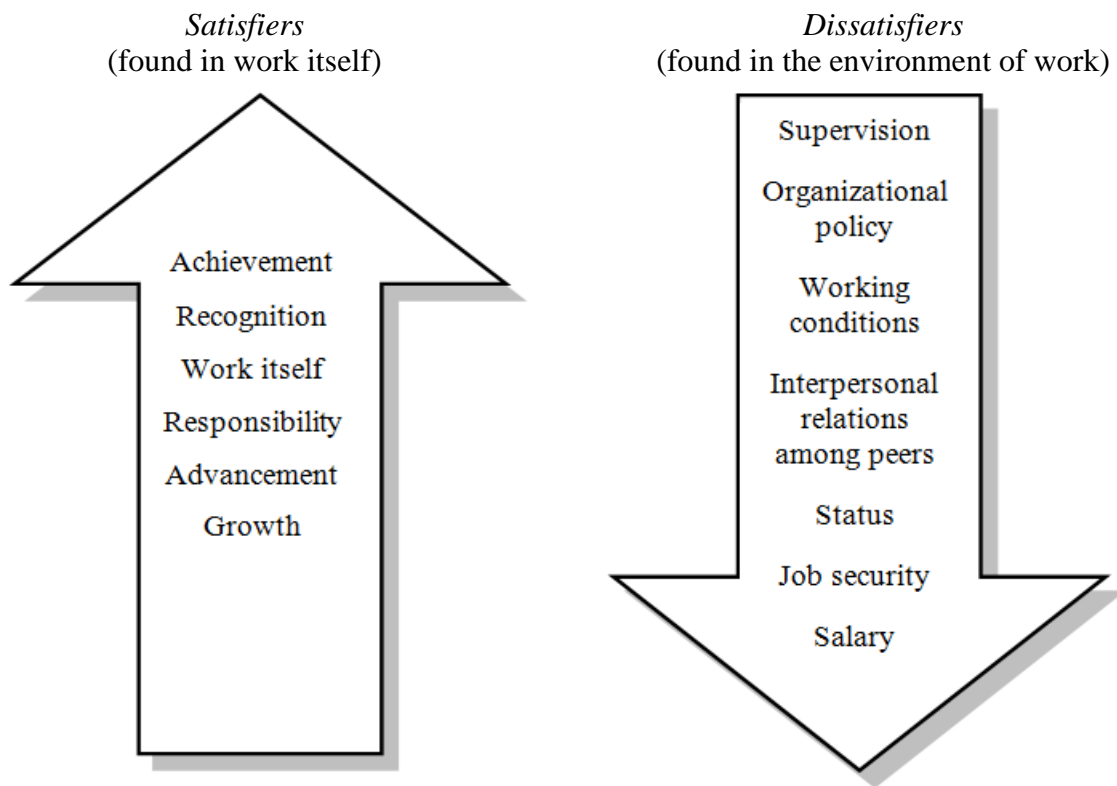 Satisfiers
(found in work itself)
Achievement
Recognition
Work itself
Responsibility
Advancement
Growth
Dissatisfiers
(found in the environment of work)
Supervision
Organizational
policy
Working
conditions
Interpersonal
relations
among peers
Status
Job security
Salary